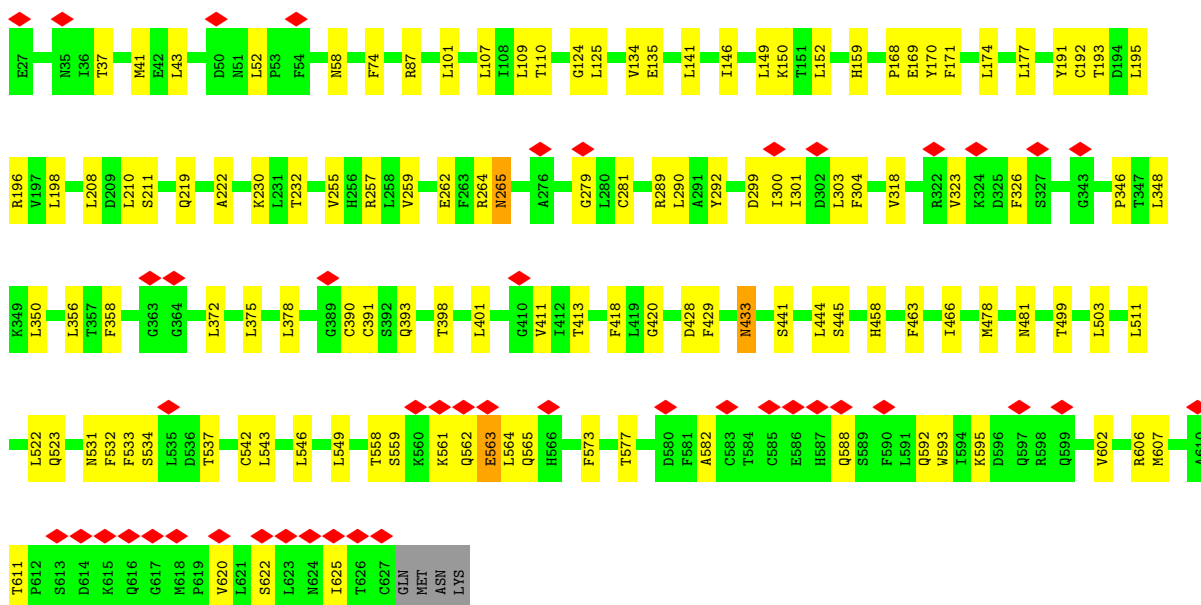 E27 N35 I36 T37 M41 E42 L43 D50 N51 L52 P53 F54 N58 F74 R87 L101 L107 I108 L109 T110 G124 L125 V134 E135 L141 I146 L149 K150 T151 L152 H159 P168 E169 Y170 F171 L174 L177 Y191 C192 T193 D194 L195
R196 V197 L198 L208 D209 L210 S211 Q219 A222 K230 L231 T232 V255 H256 R257 L258 V259 E262 F263 R264 N265 A276 G279 L280 C281 R289 L290 A291 Y292 D299 I300 I301 D302 L303 F304 V318 R322 V323 K324 D325 F326 S327 G343 P346 T347 L348
K349 L350 L356 T357 F358 G363 G364 L372 L375 L378 G389 C390 C391 S392 Q393 T398 L401 G410 V411 I412 T413 F418 L419 G420 D428 F429 N433 S441 L444 S445 H458 F463 I466 M478 N481 T499 L503 L511
L522 Q523 N531 F532 F533 S534 L535 D536 T537 C542 L543 L546 L549 T558 S559 K560 K561 Q562 E563 L564 Q565 H566 F573 T577 D580 F581 A582 C583 T584 C585 E586 H587 Q588 S589 F590 L591 Q592 W593 I594 K595 D596 Q597 R598 Q599 V602 R606 M607 A610
T611 P612 S613 D614 K615 Q616 G617 M618 P619 V620 L621 S622 L623 N624 I625 T626 C627 GLN MET ASN LYS